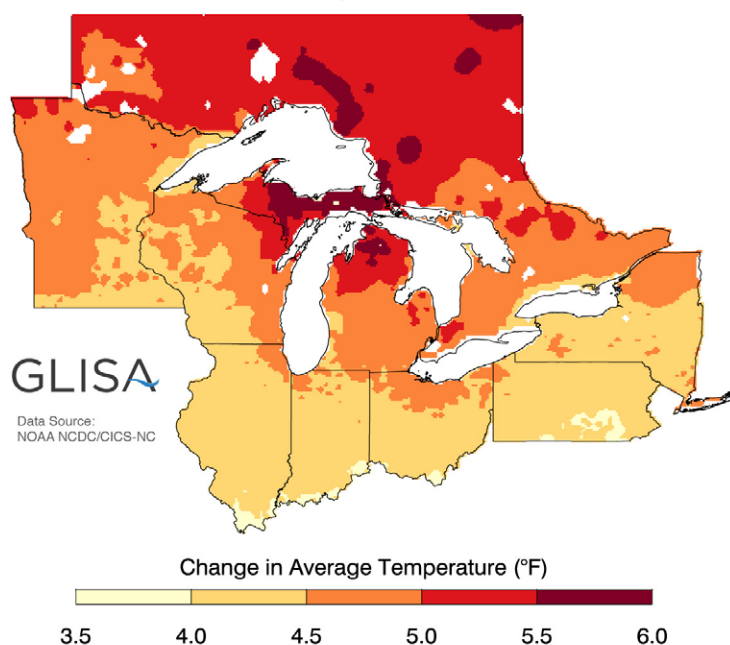 GLISA
Data Source:
NOAA NCDC/CICS-NC
Change in Average Temperature (°F)
3.5 4.0 4.5 5.0 5.5 6.0